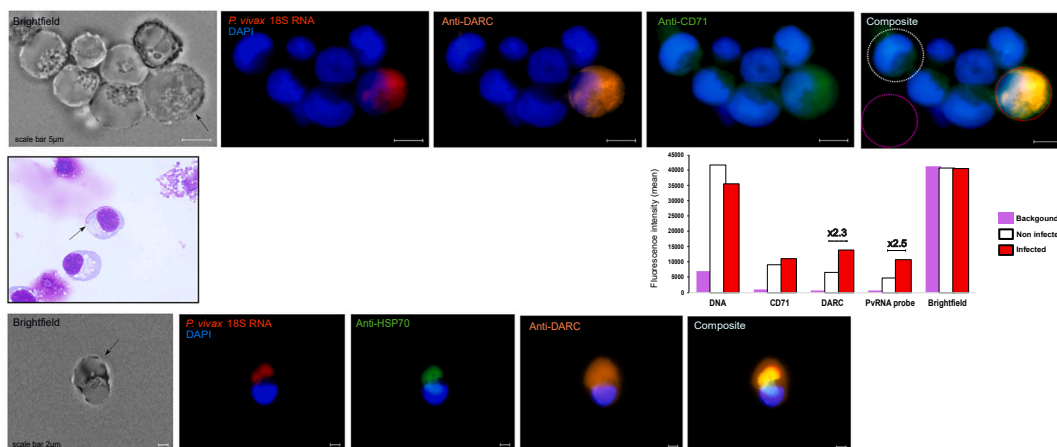 Brightfield
P. vivax 18S RNA
DAPI
Anti-DARC
Anti-CD71
Composite
scale bar 5µm
Fluorescence intensity (mean)
45000
40000
35000
30000
25000
20000
15000
10000
5000
0
x2.3
x2.5
DNA
CD71
DARC
PvRNA probe
Brightfield
Backgound
Non infecte
Infected
Brightfield
P. vivax 18S RNA
DAPI
Anti-HSP70
Anti-DARC
Composite
scale bar 2µm